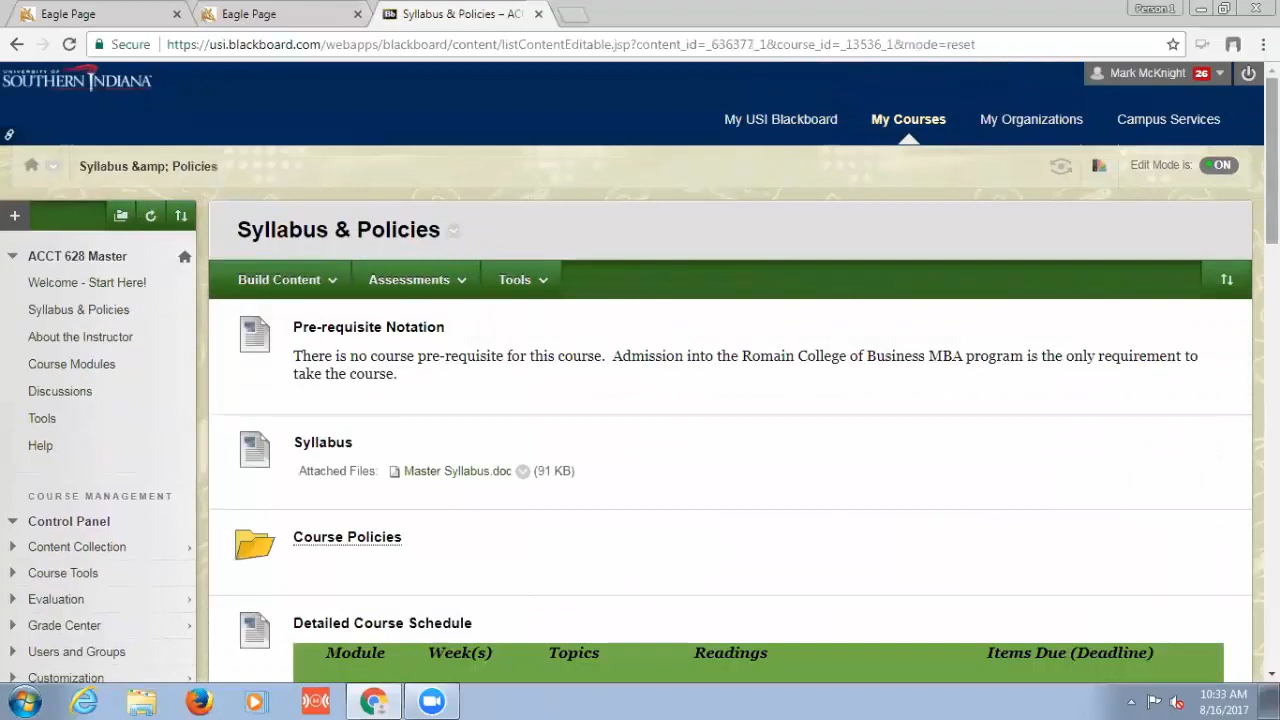 Eagle Page
Eagle Page
Bb Syllabus & Policies – AC
Person 1
Secure https://usi.blackboard.com/webapps/blackboard/content/listContentEditable.jsp?content_id=_636377_1&course_id=_13536_1&mode=reset
UNIVERSITY OF
SOUTHERN INDIANA
Mark McKnight 26
My USI Blackboard My Courses My Organizations Campus Services
Syllabus &amp; Policies
Edit Mode is: ON
ACCT 628 Master
Welcome - Start Here!
Syllabus & Policies
About the Instructor
Course Modules
Discussions
Tools
Help
COURSE MANAGEMENT
Control Panel
Content Collection
Course Tools
Evaluation
Grade Center
Users and Groups
Customization
Syllabus & Policies
Build Content Assessments Tools
Pre-requisite Notation
There is no course pre-requisite for this course. Admission into the Romain College of Business MBA program is the only requirement to
take the course.
Syllabus
Attached Files: Master Syllabus.doc (91 KB)
Course Policies
Detailed Course Schedule
Module Week(s) Topics Readings Items Due (Deadline)
10:33 AM
8/16/2017